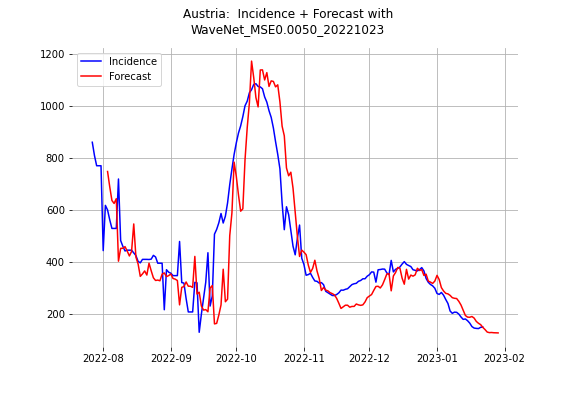 Austria:  Incidence + Forecast with
WaveNet_MSE0.0050_20221023
Incidence
Forecast
1200
1000
800
600
400
200
2022-08 2022-09 2022-10 2022-11 2022-12 2023-01 2023-02